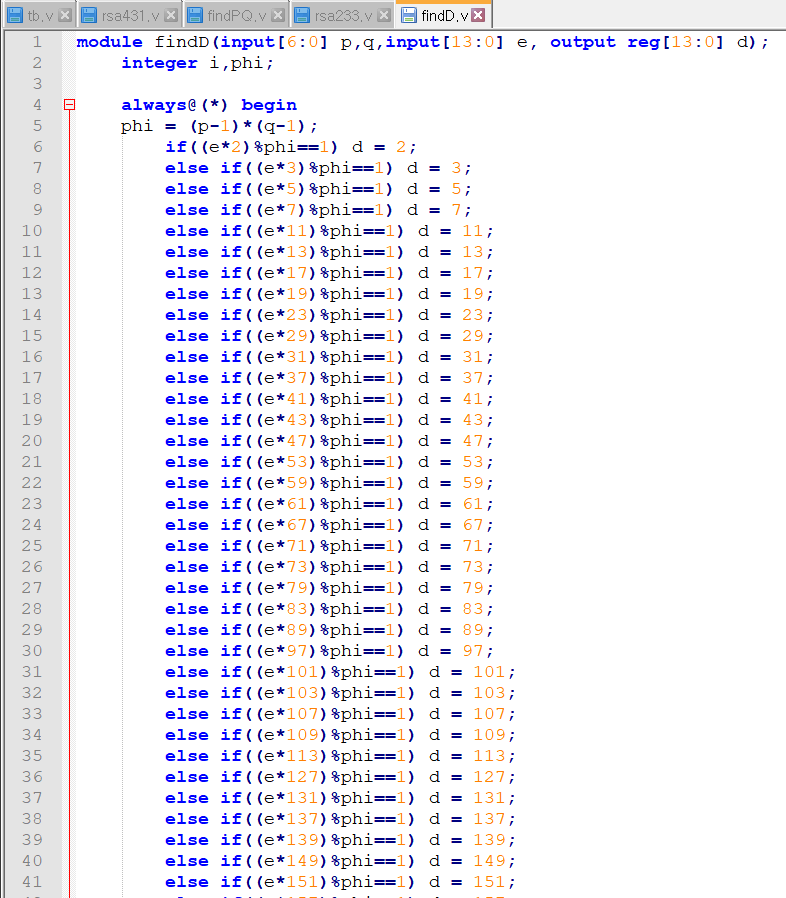 tb.v rsa431.v findPQ.v rsa233.v findD.v
1 module findD(input[6:0] p,q,input[13:0] e, output reg[13:0] d);
2 integer i,phi;
3
4 always@(*) begin
5 phi = (p-1)*(q-1);
6 if((e*2)%phi==1) d = 2;
7 else if((e*3)%phi==1) d = 3;
8 else if((e*5)%phi==1) d = 5;
9 else if((e*7)%phi==1) d = 7;
10 else if((e*11)%phi==1) d = 11;
11 else if((e*13)%phi==1) d = 13;
12 else if((e*17)%phi==1) d = 17;
13 else if((e*19)%phi==1) d = 19;
14 else if((e*23)%phi==1) d = 23;
15 else if((e*29)%phi==1) d = 29;
16 else if((e*31)%phi==1) d = 31;
17 else if((e*37)%phi==1) d = 37;
18 else if((e*41)%phi==1) d = 41;
19 else if((e*43)%phi==1) d = 43;
20 else if((e*47)%phi==1) d = 47;
21 else if((e*53)%phi==1) d = 53;
22 else if((e*59)%phi==1) d = 59;
23 else if((e*61)%phi==1) d = 61;
24 else if((e*67)%phi==1) d = 67;
25 else if((e*71)%phi==1) d = 71;
26 else if((e*73)%phi==1) d = 73;
27 else if((e*79)%phi==1) d = 79;
28 else if((e*83)%phi==1) d = 83;
29 else if((e*89)%phi==1) d = 89;
30 else if((e*97)%phi==1) d = 97;
31 else if((e*101)%phi==1) d = 101;
32 else if((e*103)%phi==1) d = 103;
33 else if((e*107)%phi==1) d = 107;
34 else if((e*109)%phi==1) d = 109;
35 else if((e*113)%phi==1) d = 113;
36 else if((e*127)%phi==1) d = 127;
37 else if((e*131)%phi==1) d = 131;
38 else if((e*137)%phi==1) d = 137;
39 else if((e*139)%phi==1) d = 139;
40 else if((e*149)%phi==1) d = 149;
41 else if((e*151)%phi==1) d = 151;